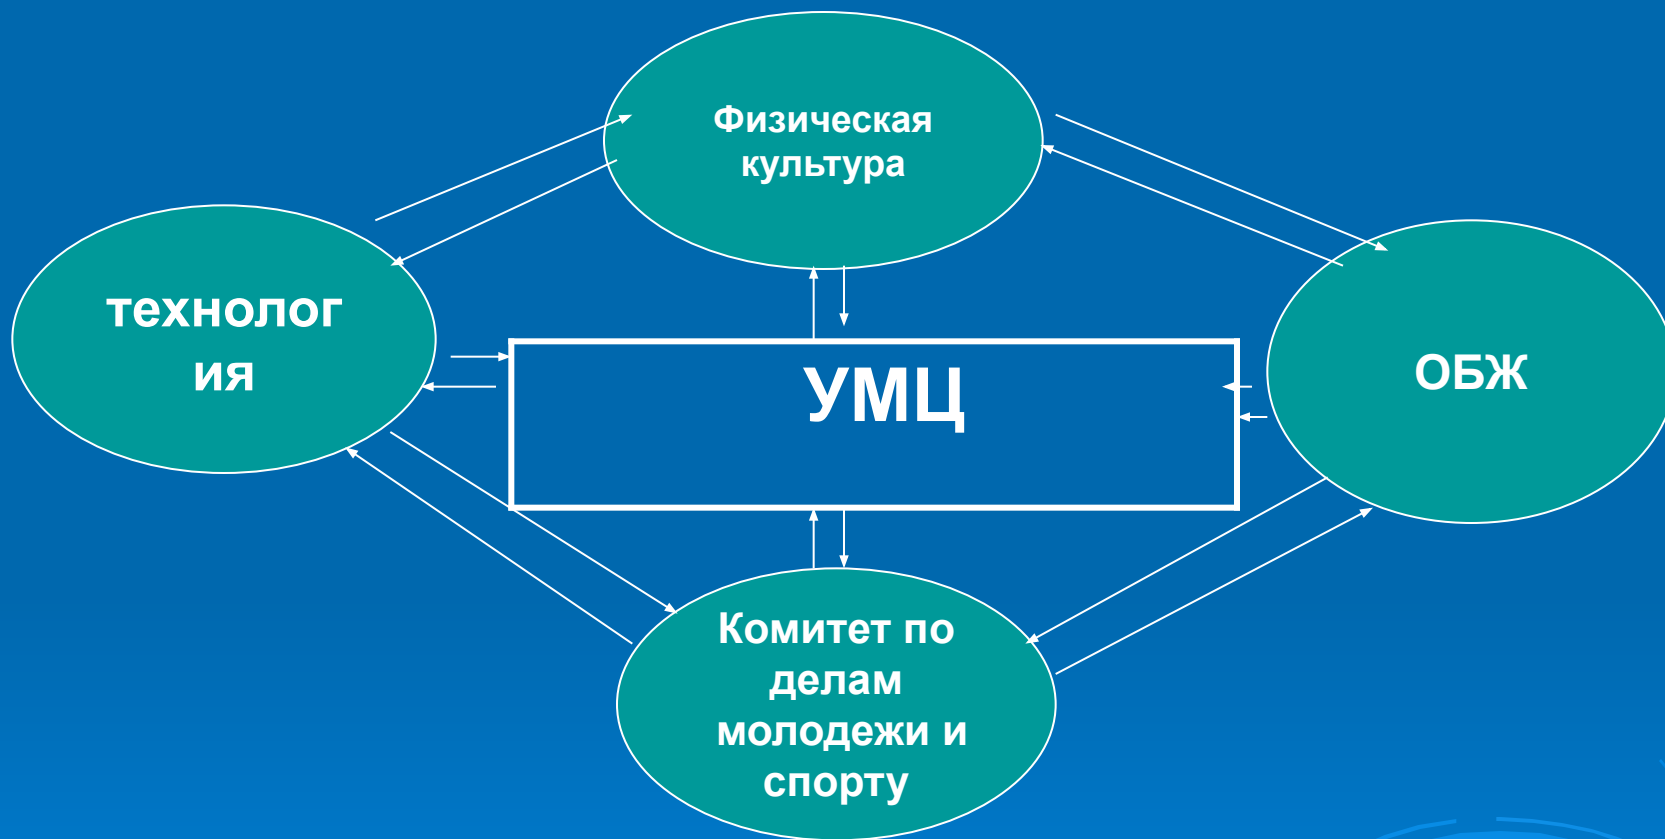 Физическая
культура
технолог
ия
УМЦ
ОБЖ
Комитет по
делам
молодежи и
спорту